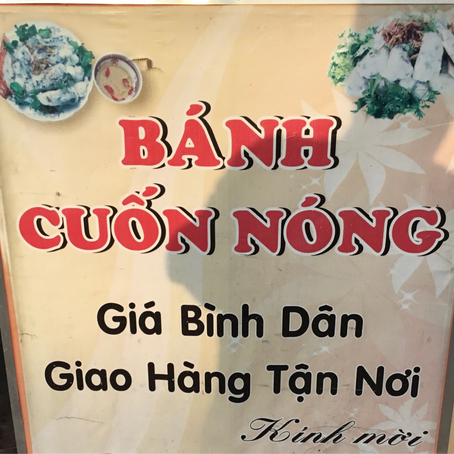 BÁNH
CUỐN NÓNG
Giá Bình Dân
Giao Hàng Tận Nơi
Kính mời